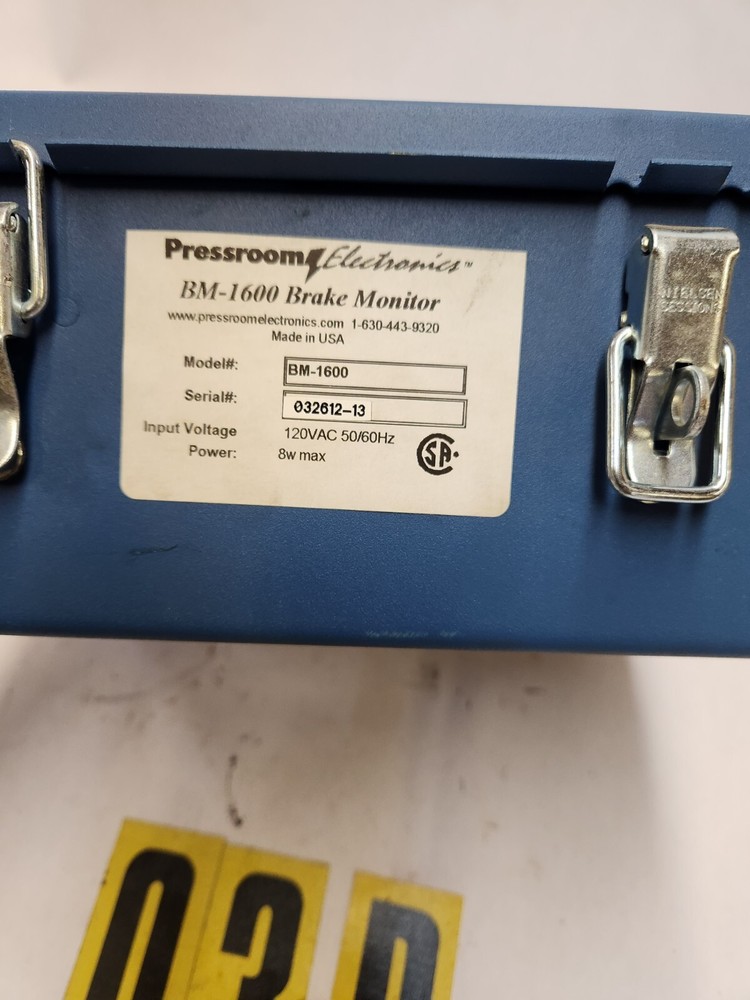 Pressroom Electronics™
BM-1600 Brake Monitor
www.pressroomelectronics.com 1-630-443-9320
Made in USA
Model#: BM-1600
Serial#: 032612-13
Input Voltage 120VAC 50/60Hz
Power: 8w max
CSA
NIELSEN
SESSIONS